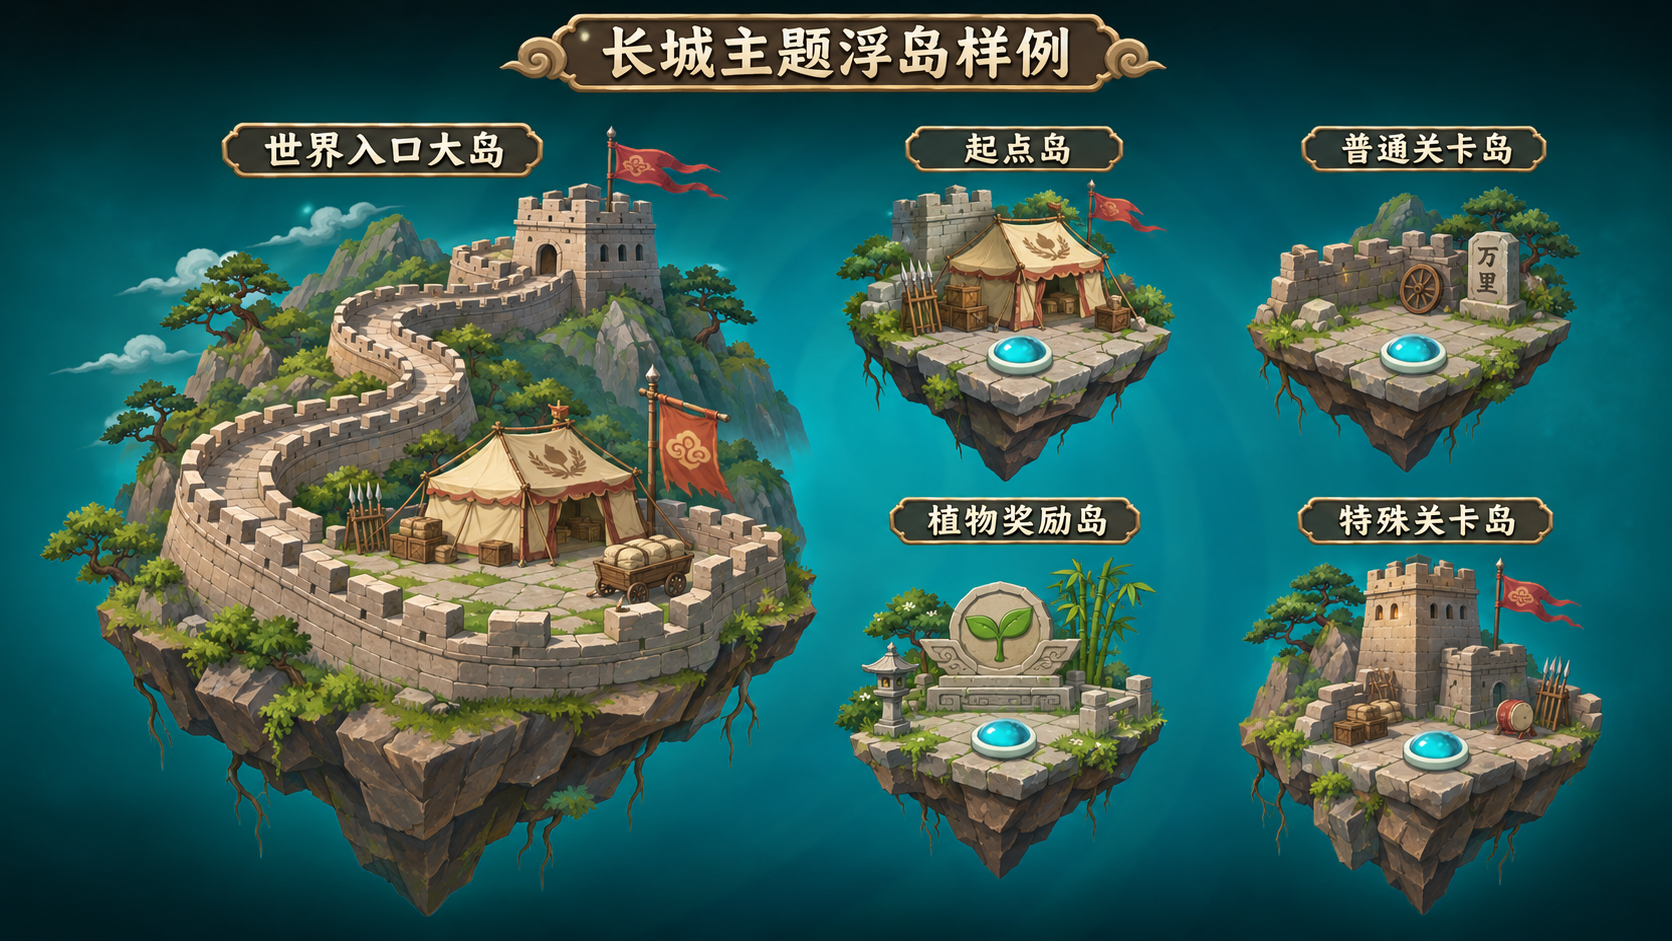 长城主题浮岛样例
世界入口大岛
起点岛
普通关卡岛
万
里
植物奖励岛
特殊关卡岛